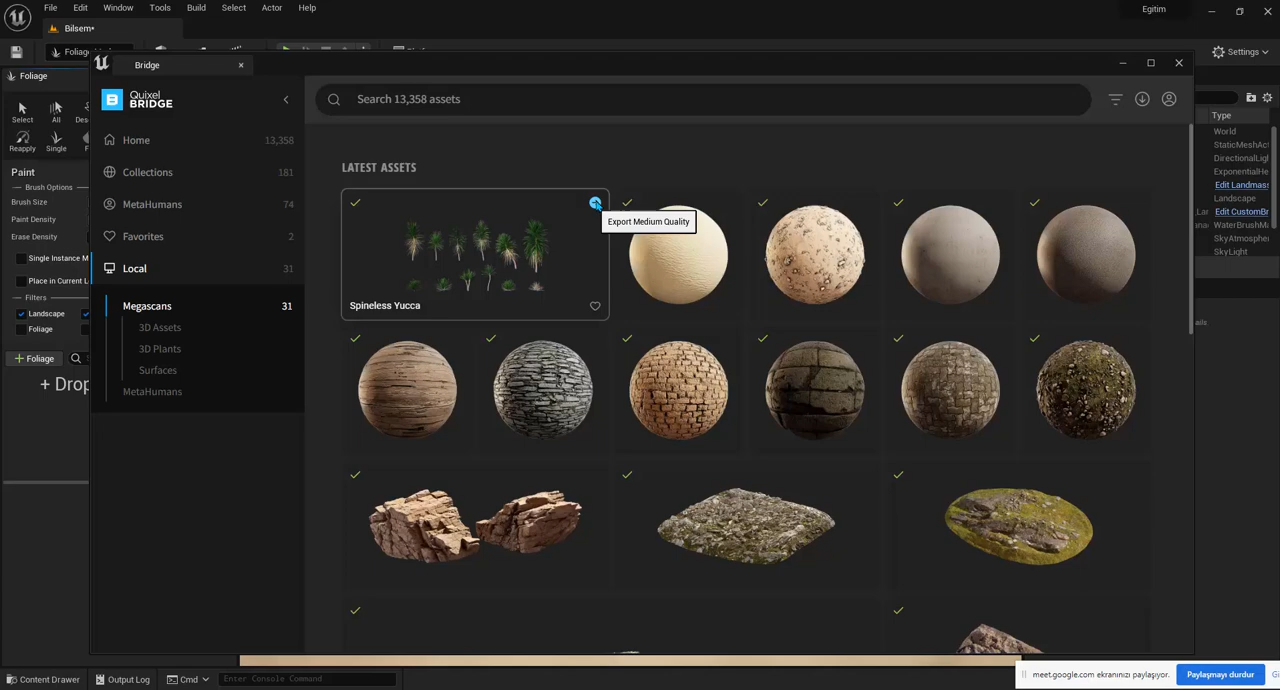 File Edit Window Tools Build Select Actor Help
Egitim
Bilsem*
Foliage
Settings
Bridge
Foliage
Quixel
BRIDGE
Search 13,358 assets
Select All
Reapply Single
Type
Home 13,358
World
StaticMeshAct
Collections 181
DirectionalLigh
ExponentialHe
LATEST ASSETS
Paint
Brush Options
Edit Landmass
Brush Size
MetaHumans 74
Landscape
Edit CustomBr
Paint Density
Export Medium Quality
WaterBrushMa
Erase Density
Favorites 2
SkyAtmospher
SkyLight
Single Instance M
Local 31
Place in Current L
Filters
Megascans 31
Spineless Yucca
Landscape
Foliage
3D Assets
3D Plants
Foliage
Surfaces
+ Drop
MetaHumans
meet.google.com ekranınızı paylaşıyor. Paylaşmayı durdur
Content Drawer Output Log Cmd Enter Console Command